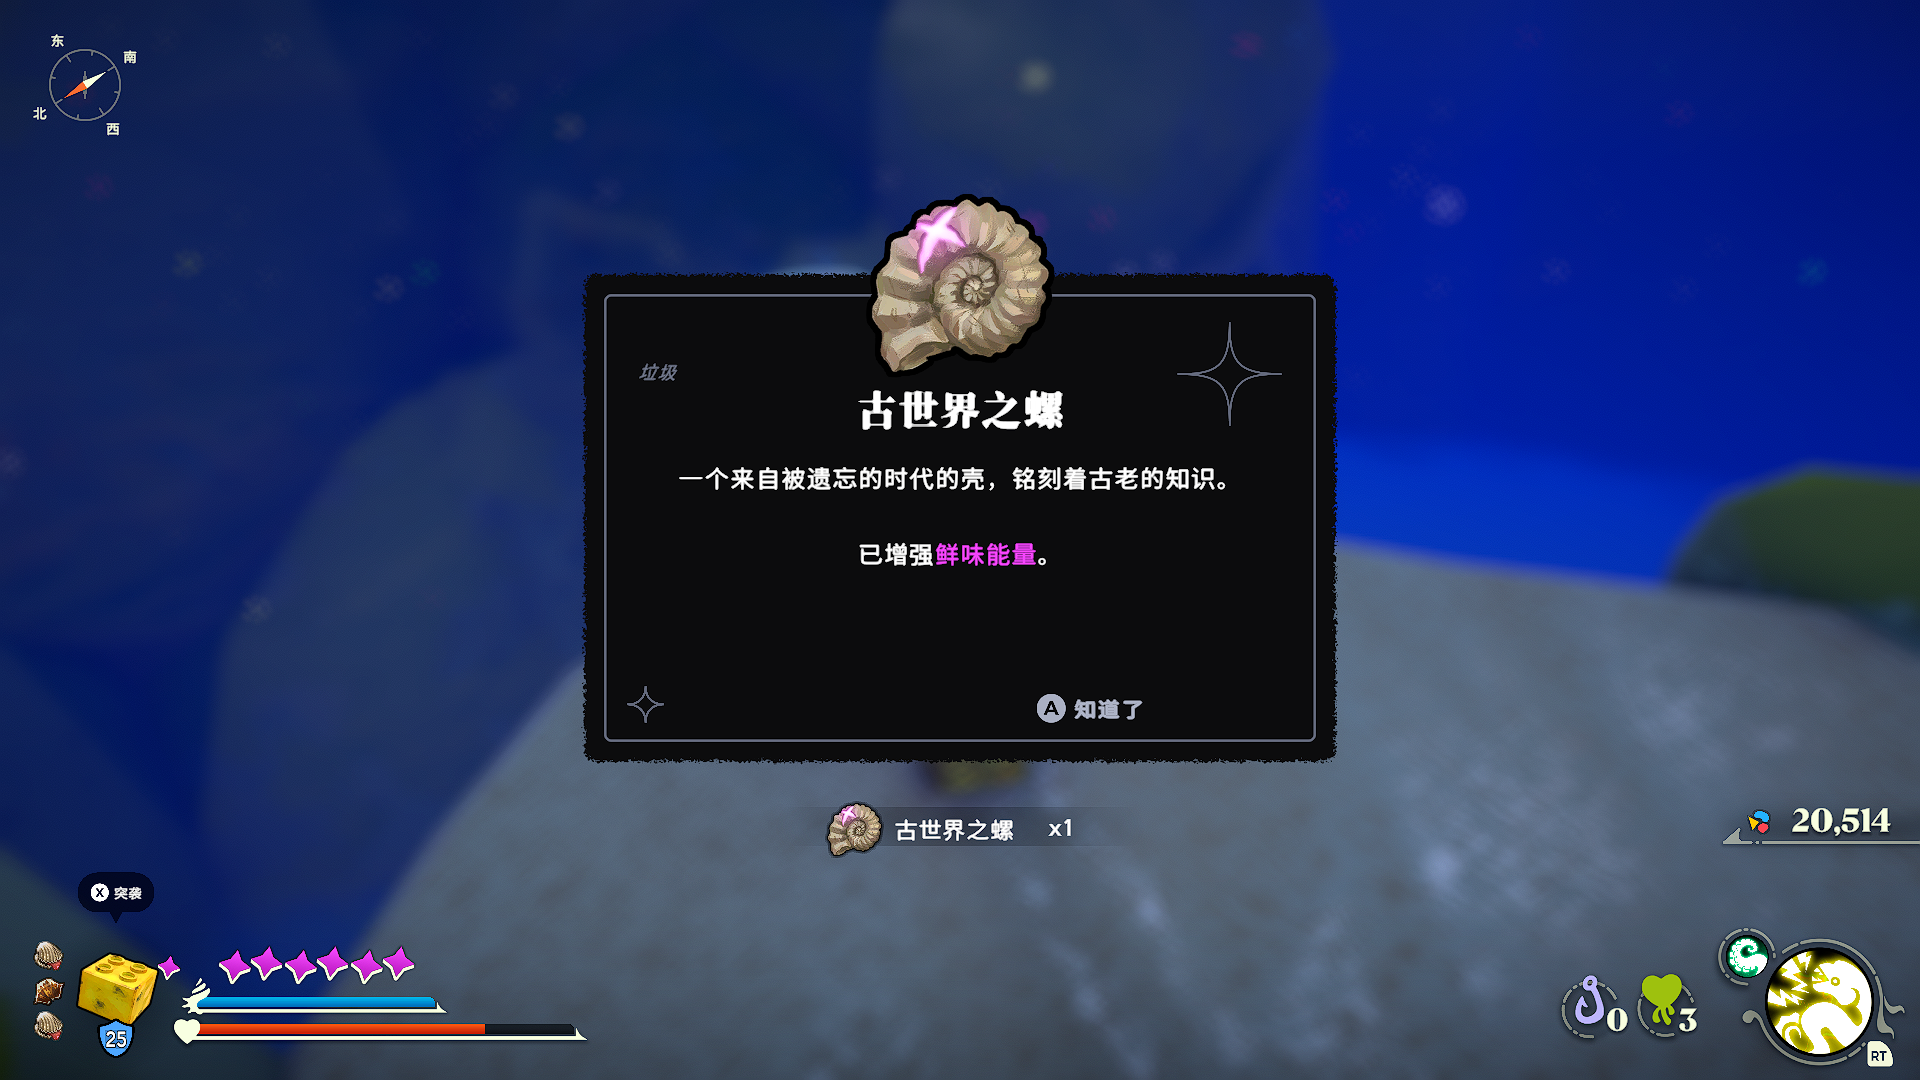 东
南
北
西
垃圾
古世界之螺
一个来自被遗忘的时代的壳，铭刻着古老的知识。
已增强鲜味能量。
A 知道了
古世界之螺 x1
20,514
X 突袭
25
0
3
RT